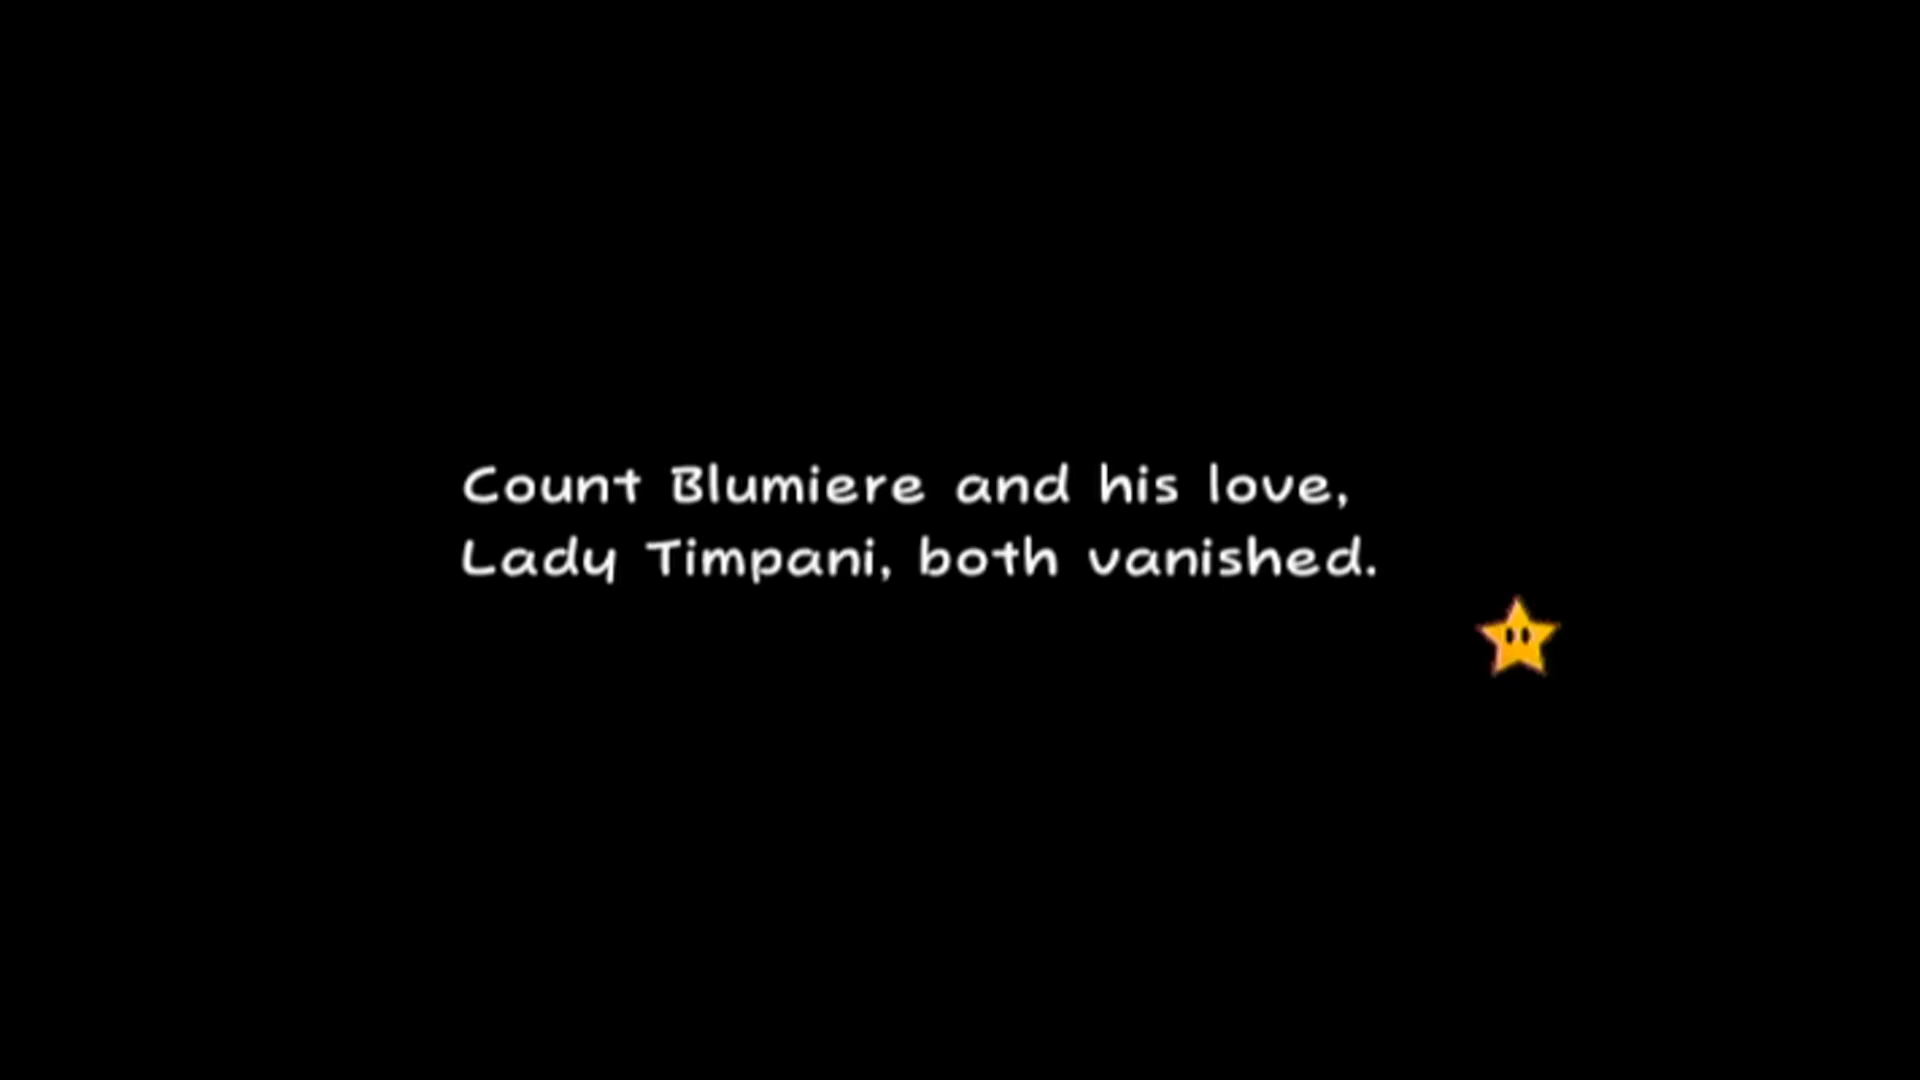 Count Blumiere and his love,
Lady Timpani, both vanished.